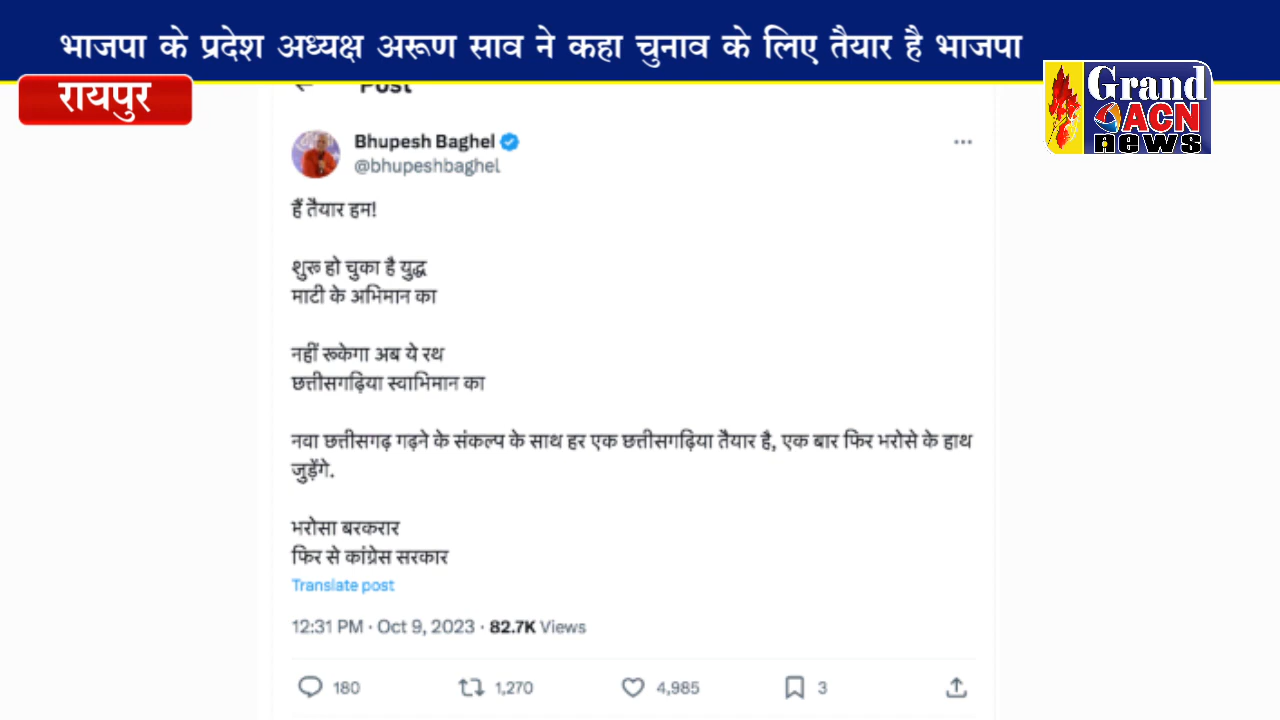 भाजपा के प्रदेश अध्यक्ष अरूण साव ने कहा चुनाव के लिए तैयार है भाजपा
रायपुर
Grand
ACN
news
Post
Bhupesh Baghel
@bhupeshbaghel
हैं तैयार हम!
शुरू हो चुका है युद्ध
माटी के अभिमान का
नहीं रूकेगा अब ये रथ
छत्तीसगढ़िया स्वाभिमान का
नवा छत्तीसगढ़ गढ़ने के संकल्प के साथ हर एक छत्तीसगढ़िया तैयार है, एक बार फिर भरोसे के हाथ
जुड़ेंगे.
भरोसा बरकरार
फिर से कांग्रेस सरकार
Translate post
12:31 PM · Oct 9, 2023 · 82.7K Views
180 1,270 4,985 3